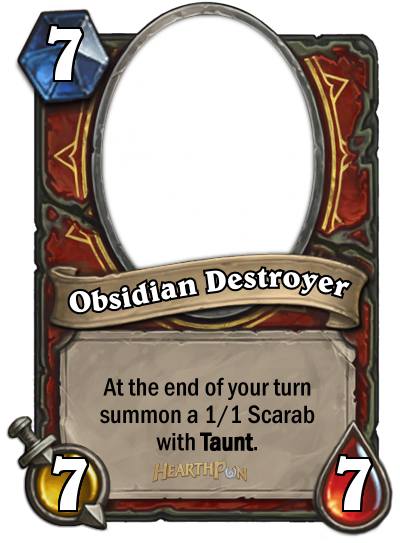 7
Obsidian Destroyer
At the end of your turn
summon a 1/1 Scarab
with Taunt.
HEARTHPWN
7
7